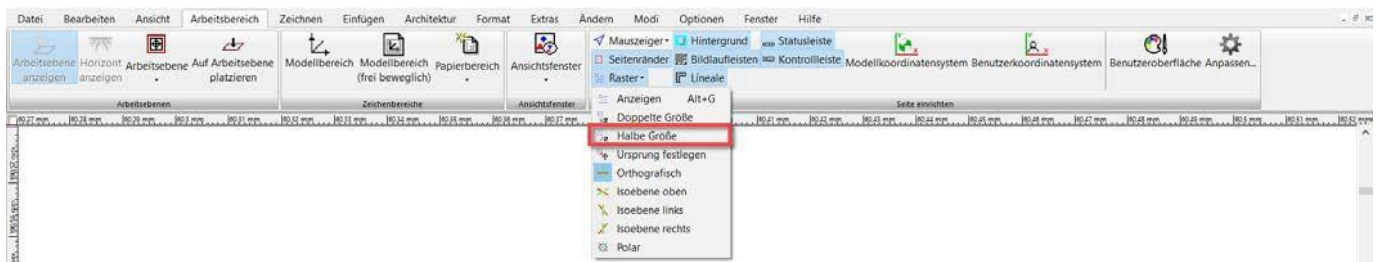 Datei Bearbeiten Ansicht Arbeitsbereich Zeichnen Einfügen Architektur Format Extras Ändern Modi Optionen Fenster Hilfe
Arbeitsebene anzeigen
Horizont anzeigen
Arbeitsebene
Auf Arbeitsebene platzieren
Modellbereich
Modellbereich (frei beweglich)
Papierbereich
Ansichtsfenster
Mauszeiger Hintergrund Statusleiste
Seitenränder Bildlaufleisten Kontrollleiste
Raster Lineale
Modellkoordinatensystem
Benutzerkoordinatensystem
Benutzeroberfläche
Anpassen...
Arbeitsebenen Zeichenbereiche Ansichtsfenster Seite einrichten
Anzeigen Alt+G
Doppelte Größe
Halbe Größe
Ursprung festlegen
Orthografisch
Isoebene oben
Isoebene links
Isoebene rechts
Polar